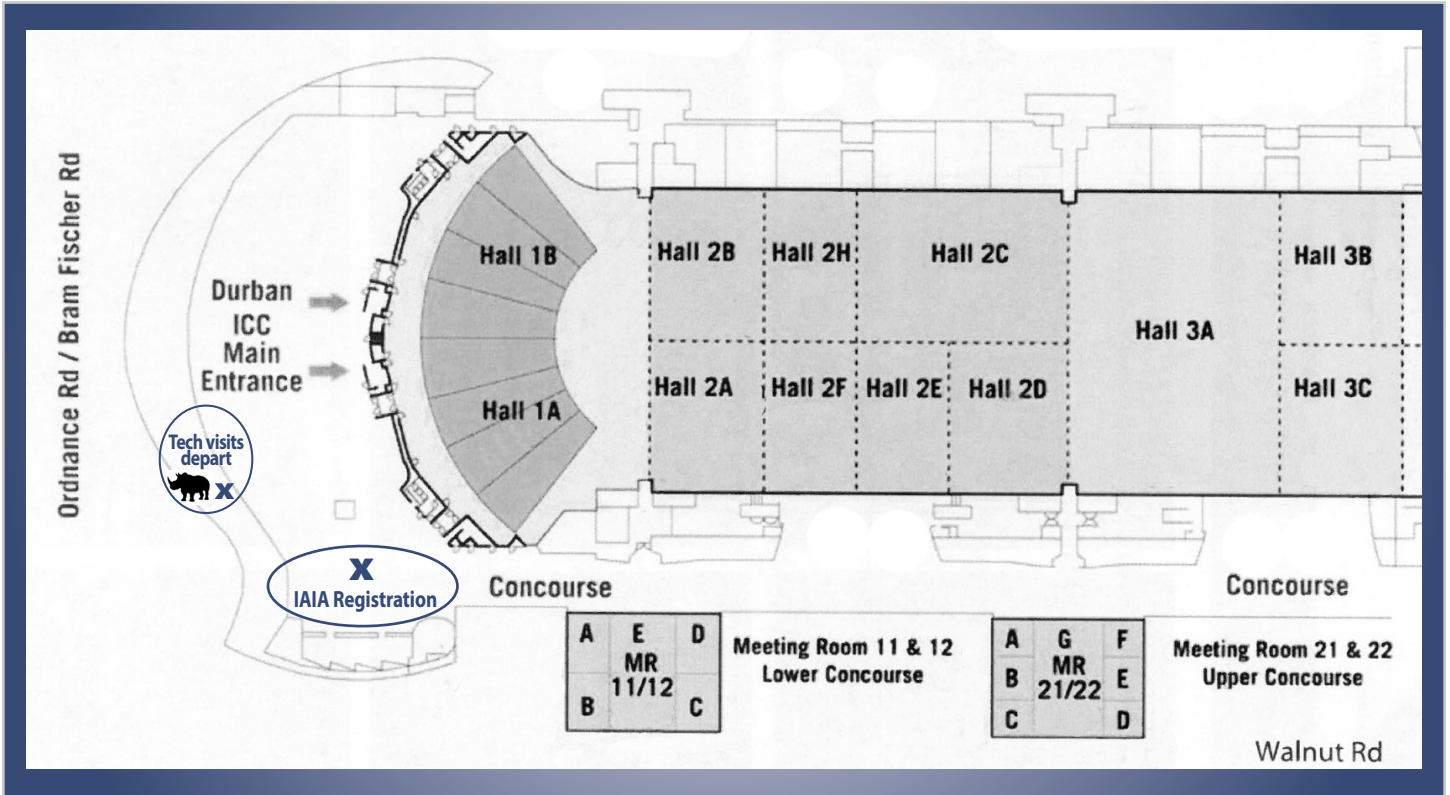 Ordnance Rd / Bram Fischer Rd
Durban
ICC
Main
Entrance
Tech visits
depart
X
X
IAIA Registration
Hall 1B
Hall 1A
Hall 2B
Hall 2H
Hall 2C
Hall 2A
Hall 2F
Hall 2E
Hall 2D
Hall 3A
Hall 3B
Hall 3C
Concourse
Concourse
A E D
MR
11/12
B C
Meeting Room 11 & 12
Lower Concourse
A G F
MR
B E
21/22
C D
Meeting Room 21 & 22
Upper Concourse
Walnut Rd